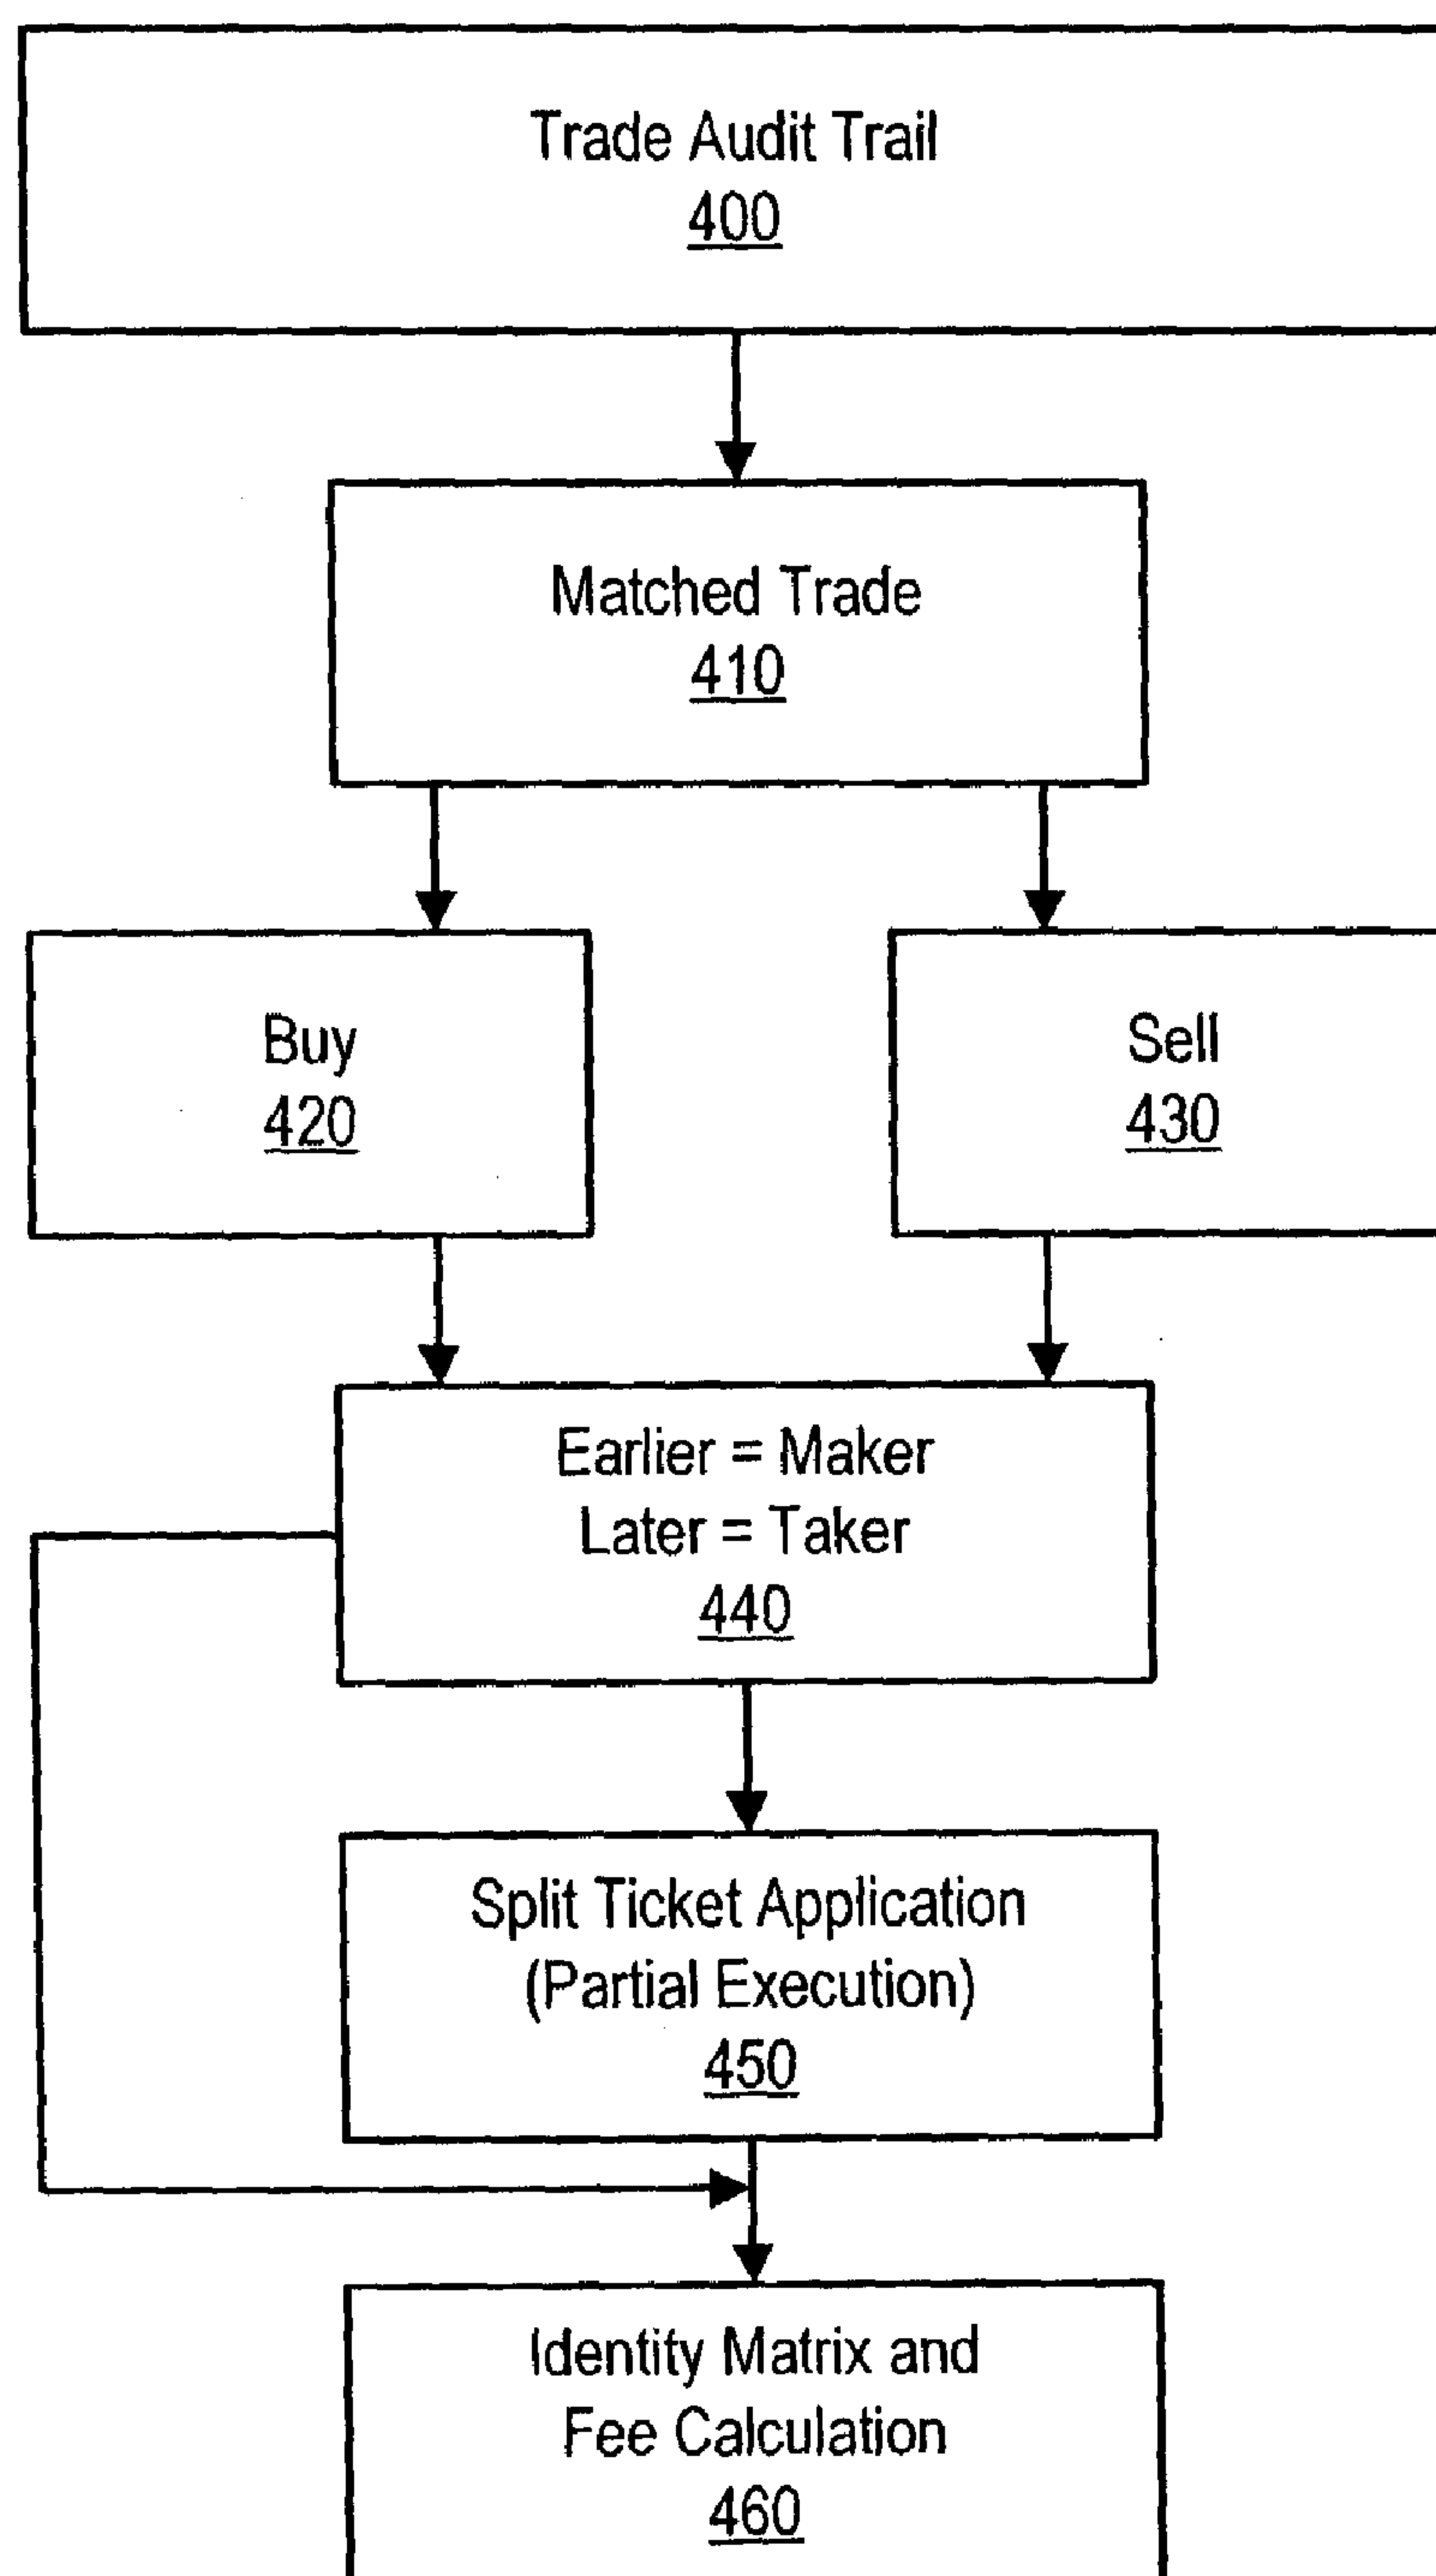 Trade Audit Trail
400
Matched Trade
410
Buy
420
Sell
430
Earlier = Maker
Later = Taker
440
Split Ticket Application
(Partial Execution)
450
Identity Matrix and
Fee Calculation
460